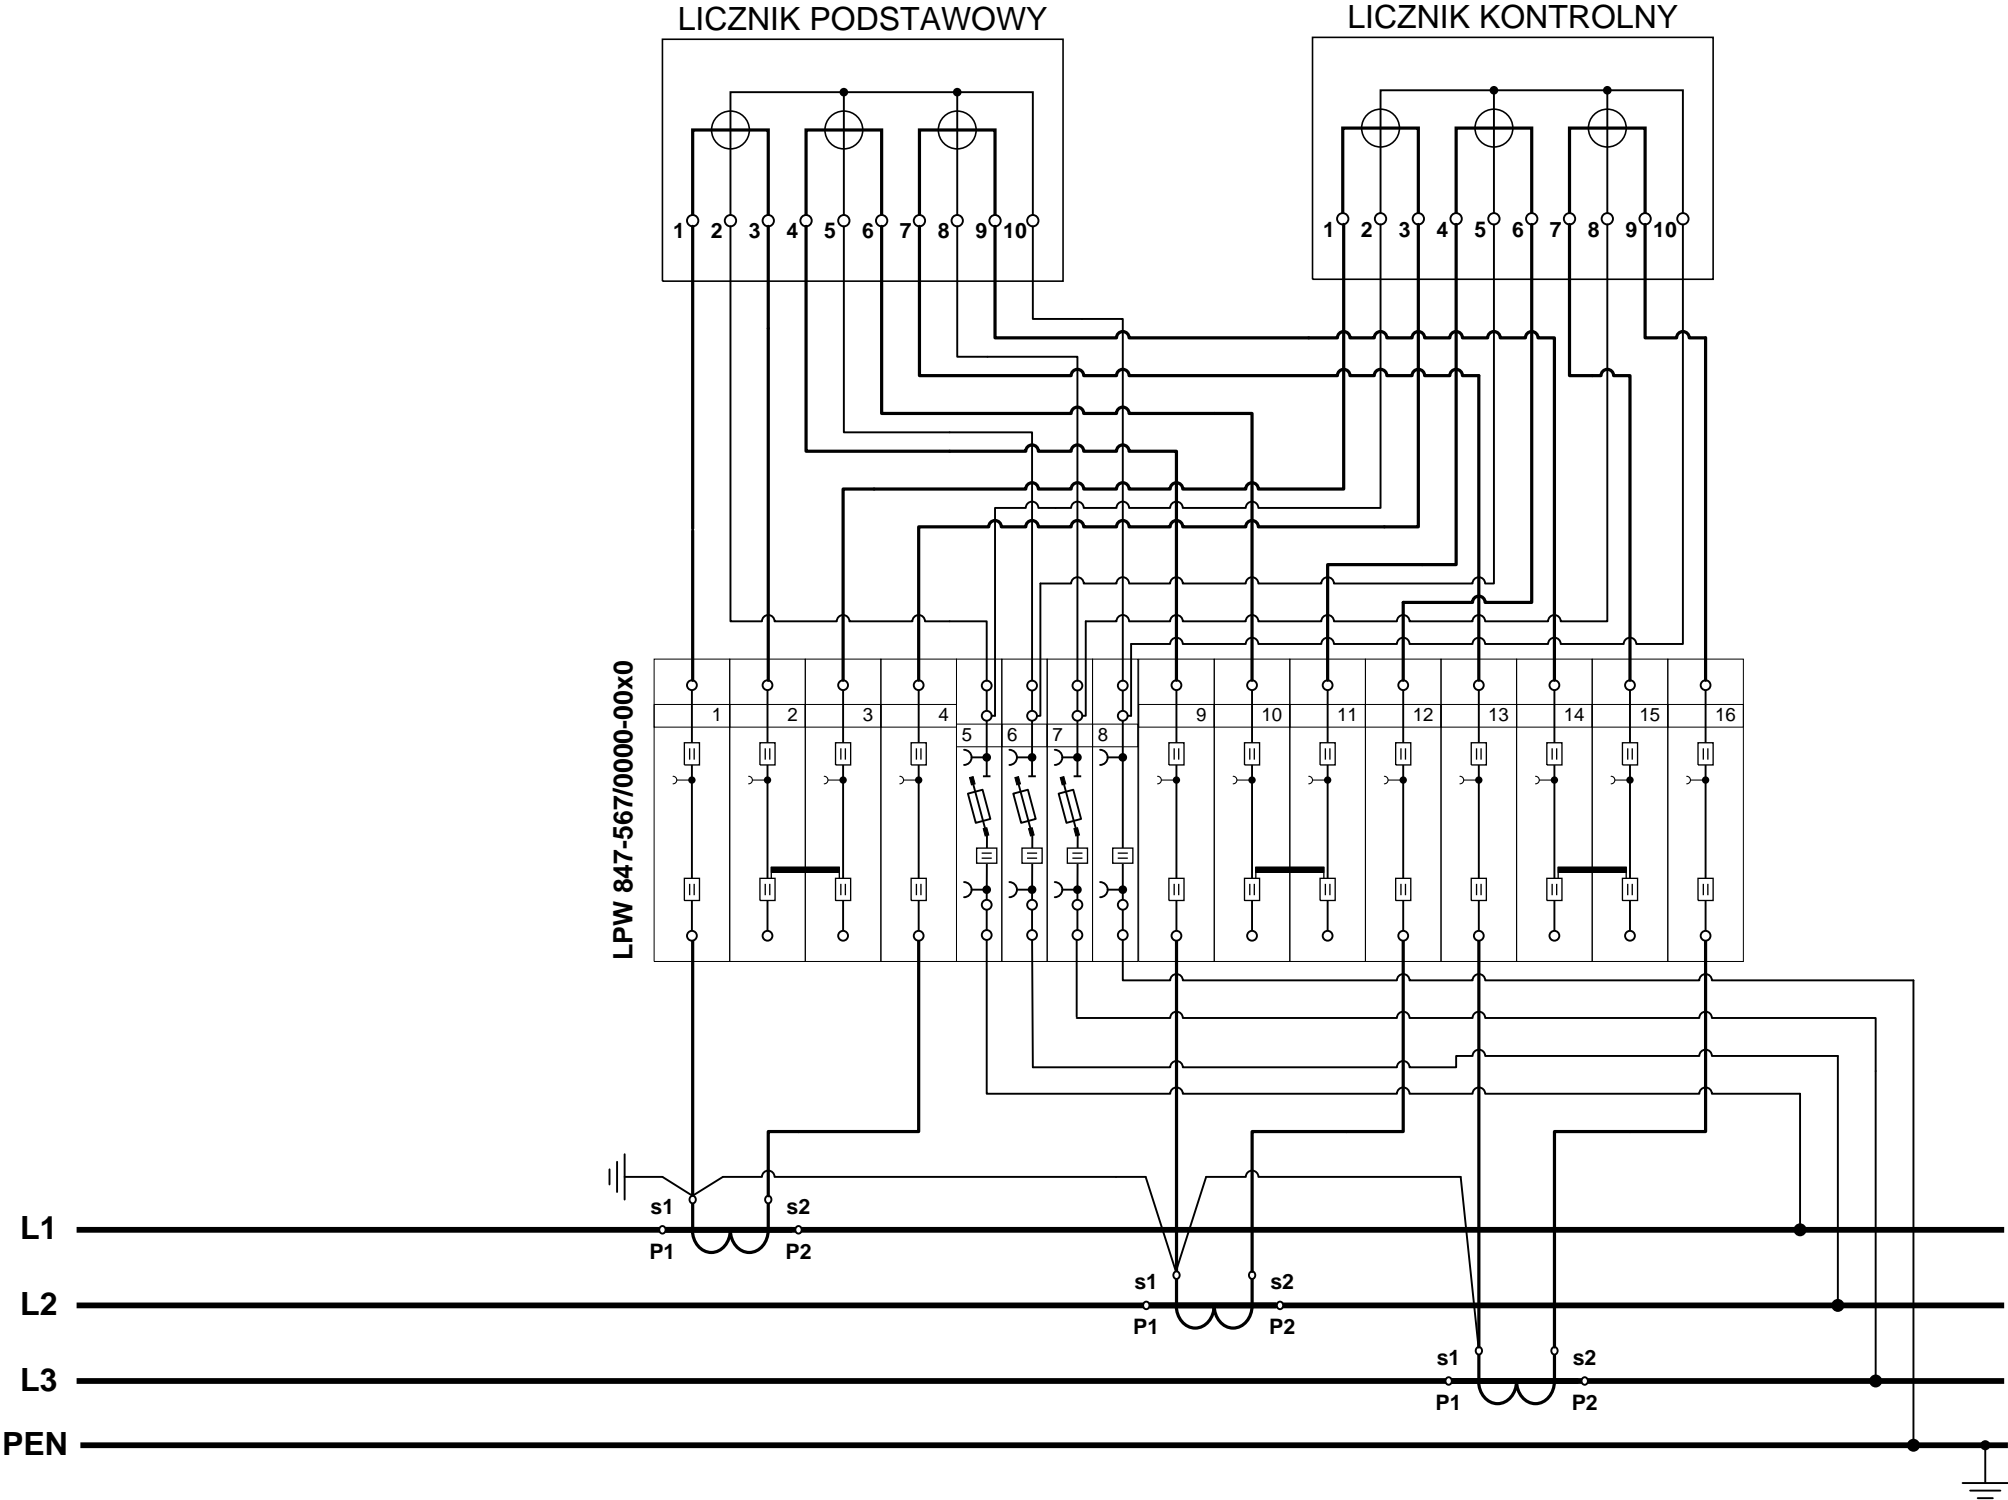 LICZNIK PODSTAWOWY
LICZNIK KONTROLNY
1 2 3 4 5 6 7 8 9 10
1 2 3 4 5 6 7 8 9 10
LPW 847-567/0000-00x0
1 2 3 4 5 6 7 8 9 10 11 12 13 14 15 16
s1 s2
L1
P1 P2
s1 s2
L2
P1 P2
s1 s2
L3
P1 P2
PEN